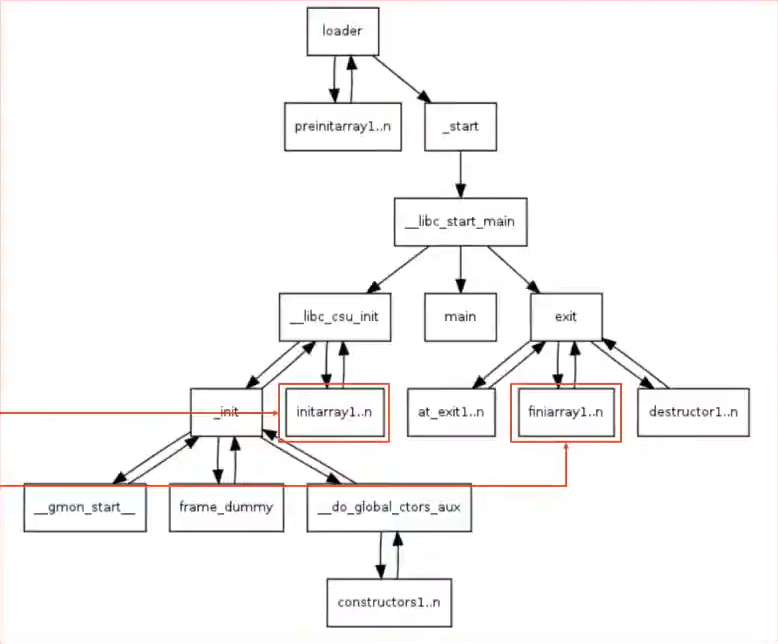 loader
preinitarray1..n
_start
__libc_start_main
__libc_csu_init
main
exit
_init
initarray1..n
at_exit1..n
finiarray1..n
destructor1..n
__gmon_start__
frame_dummy
__do_global_ctors_aux
constructors1..n